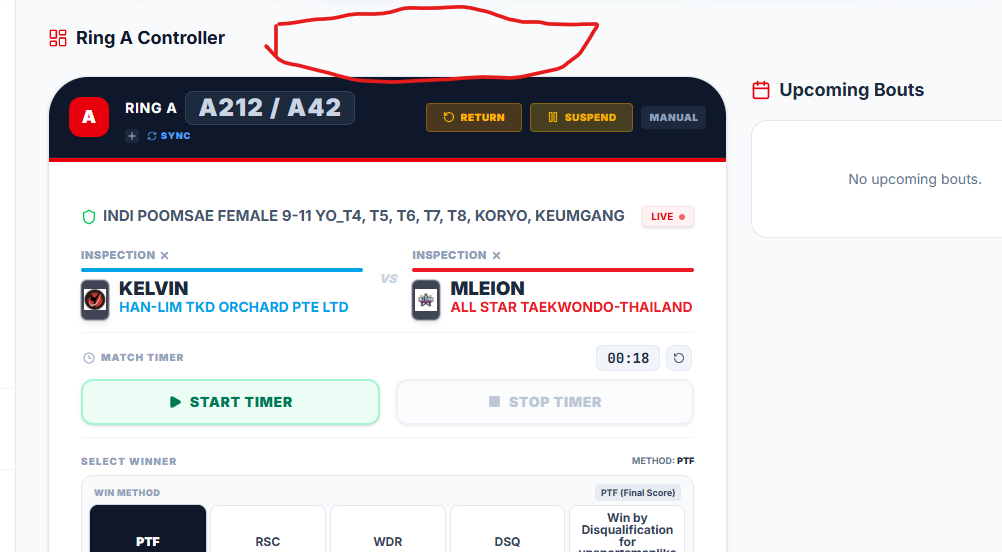 Ring A Controller
A
RING A
A212 / A42
SYNC
RETURN
SUSPEND
MANUAL
INDI POOMSAE FEMALE 9-11 YO_T4, T5, T6, T7, T8, KORYO, KEUMGANG
LIVE
INSPECTION ✕
KELVIN
HAN-LIM TKD ORCHARD PTE LTD
VS
INSPECTION ✕
MLEION
ALL STAR TAEKWONDO-THAILAND
MATCH TIMER
00:18
START TIMER
STOP TIMER
SELECT WINNER
METHOD: PTF
WIN METHOD
PTF (Final Score)
PTF
RSC
WDR
DSQ
Win by
Disqualification
for
Upcoming Bouts
No upcoming bouts.